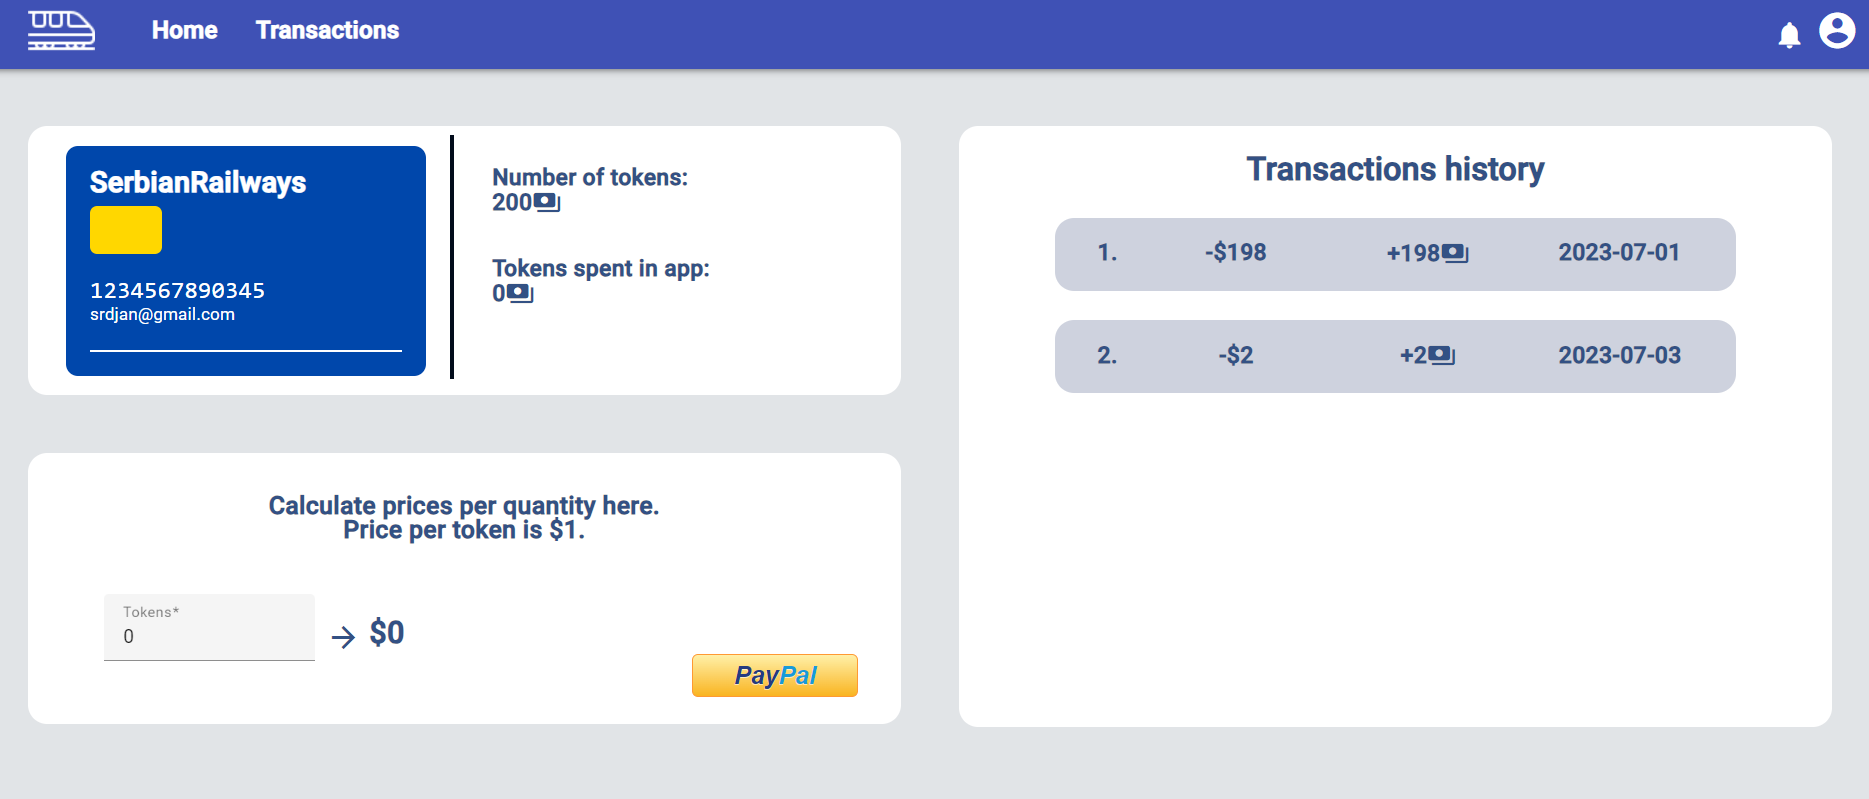 Home
Transactions
SerbianRailways
1234567890345
srdjan@gmail.com
Number of tokens:
200
Tokens spent in app:
0
Calculate prices per quantity here.
Price per token is $1.
Tokens*
0
$0
PayPal
Transactions history
1. -$198 +198 2023-07-01
2. -$2 +2 2023-07-03